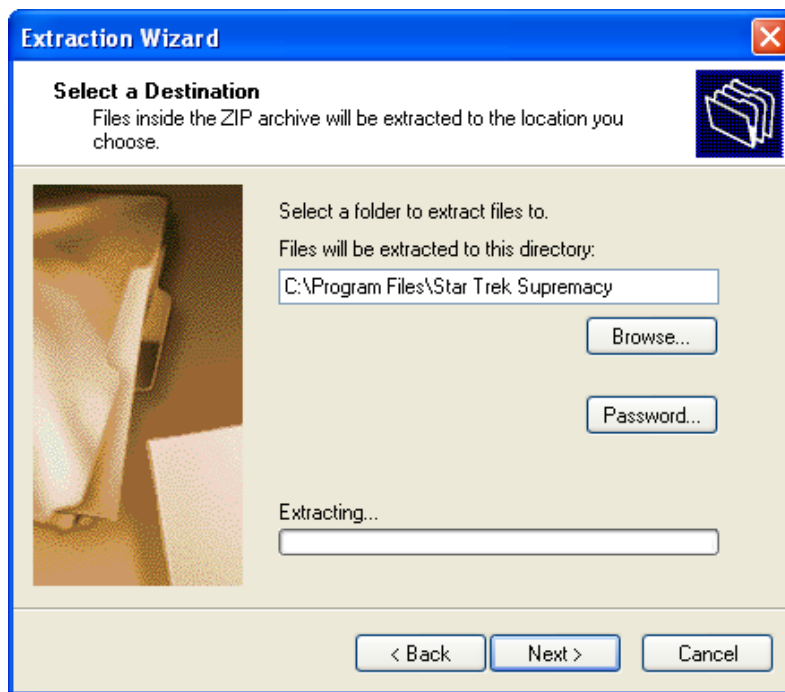 Extraction Wizard
Select a Destination
Files inside the ZIP archive will be extracted to the location you
choose.
Select a folder to extract files to.
Files will be extracted to this directory:
C:\Program Files\Star Trek Supremacy
Browse...
Password...
Extracting...
< Back
Next >
Cancel